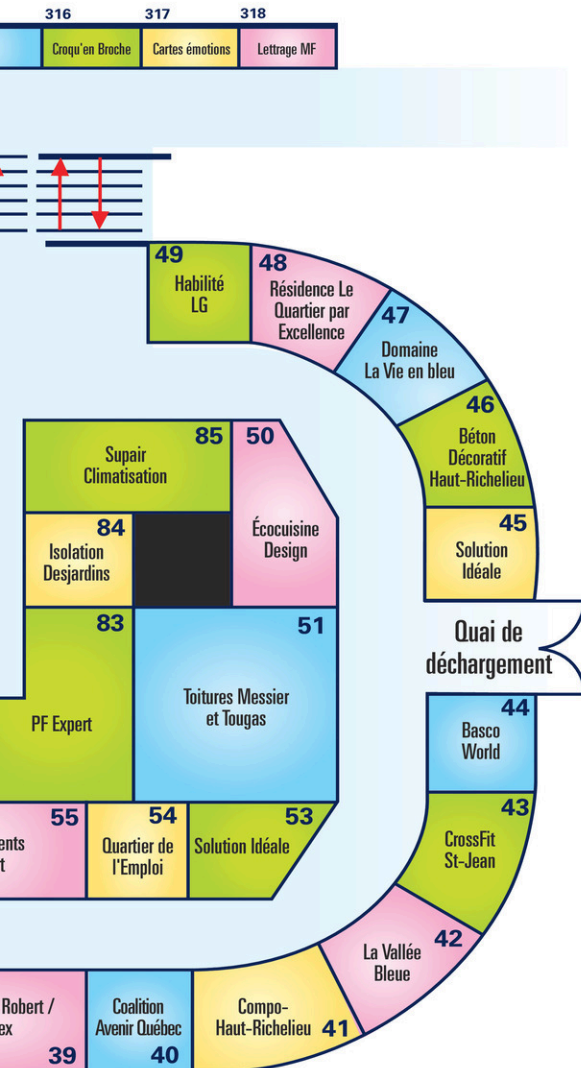 316
317
318
Croqu'en Broche
Cartes émotions
Lettrage MF
49
Habilité
LG
48
Résidence Le
Quartier par
Excellence
47
Domaine
La Vie en bleu
46
Béton
Décoratif
Haut-Richelieu
45
Solution
Idéale
85
Supair
Climatisation
50
Écocuisine
Design
84
Isolation
Desjardins
83
PF Expert
51
Toitures Messier
et Tougas
Quai de
déchargement
44
Basco
World
55
ents
t
54
Quartier de
l'Emploi
53
Solution Idéale
43
CrossFit
St-Jean
42
La Vallée
Bleue
Robert /
ex
39
Coalition
Avenir Québec
40
Compo-
Haut-Richelieu
41